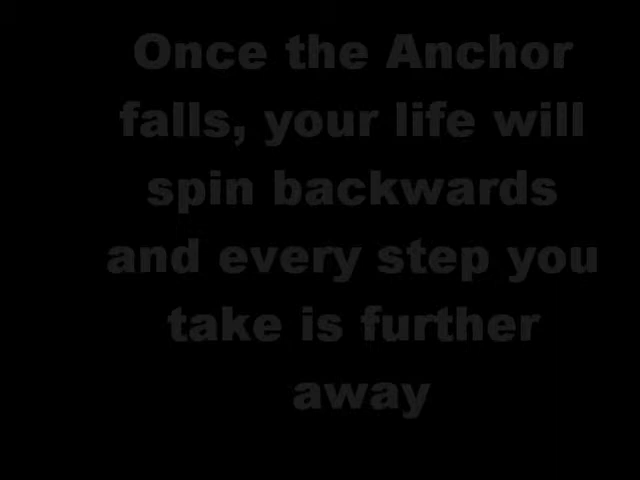 Once the Anchor
falls, your life will
spin backwards
and every step you
take is further
away